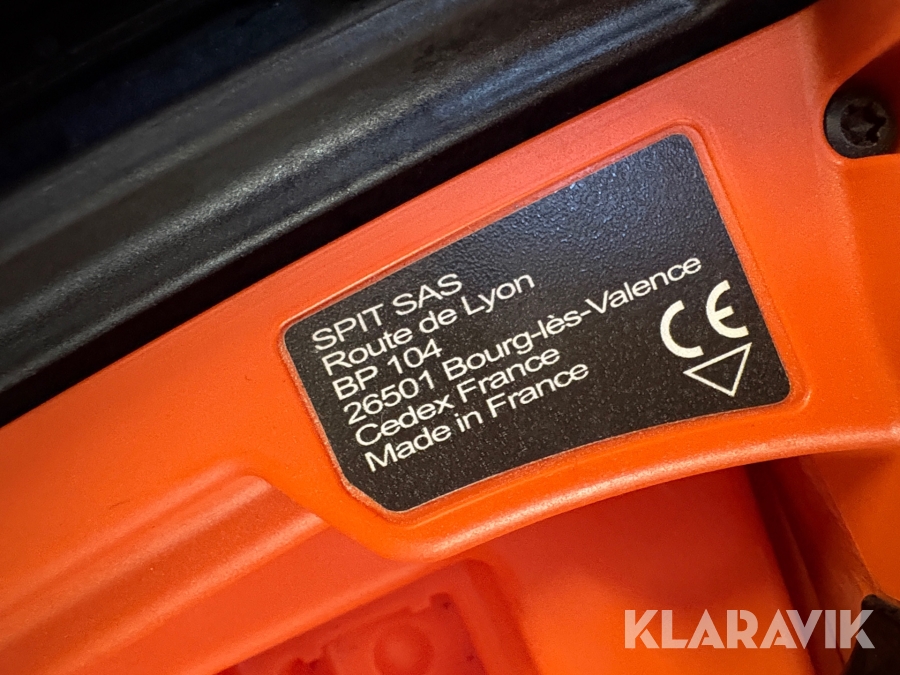 SPIT SAS
Route de Lyon
BP 104
26501 Bourg-lès-Valence
Cedex France
Made in France
CE
KLARAVIK